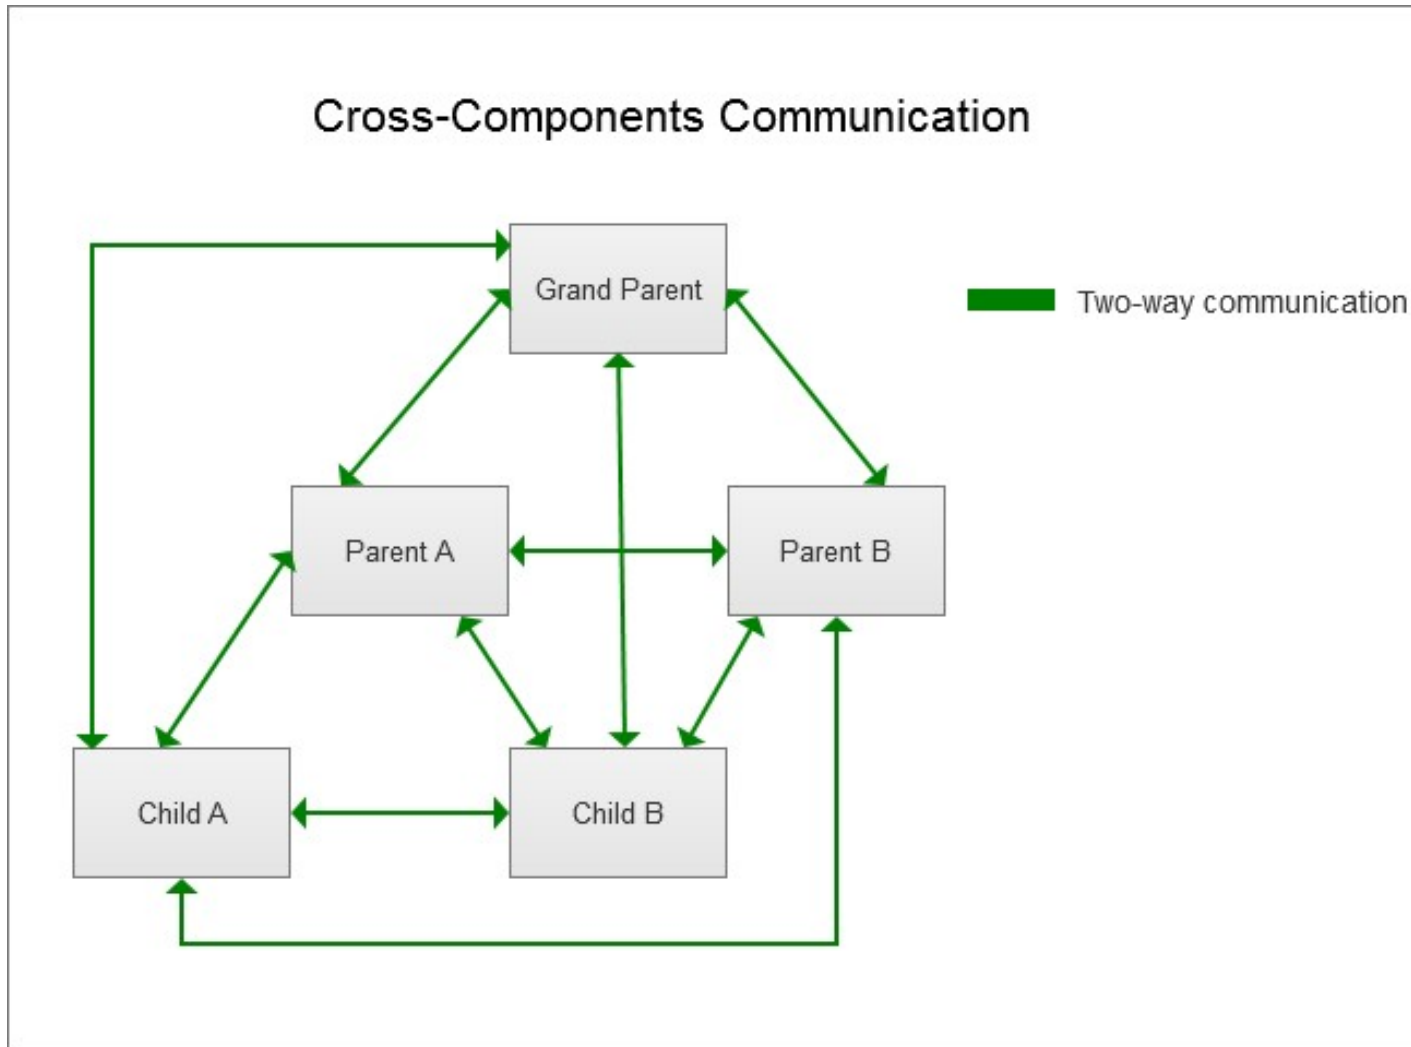 Cross-Components Communication
Grand Parent
Two-way communication
Parent A
Parent B
Child A
Child B